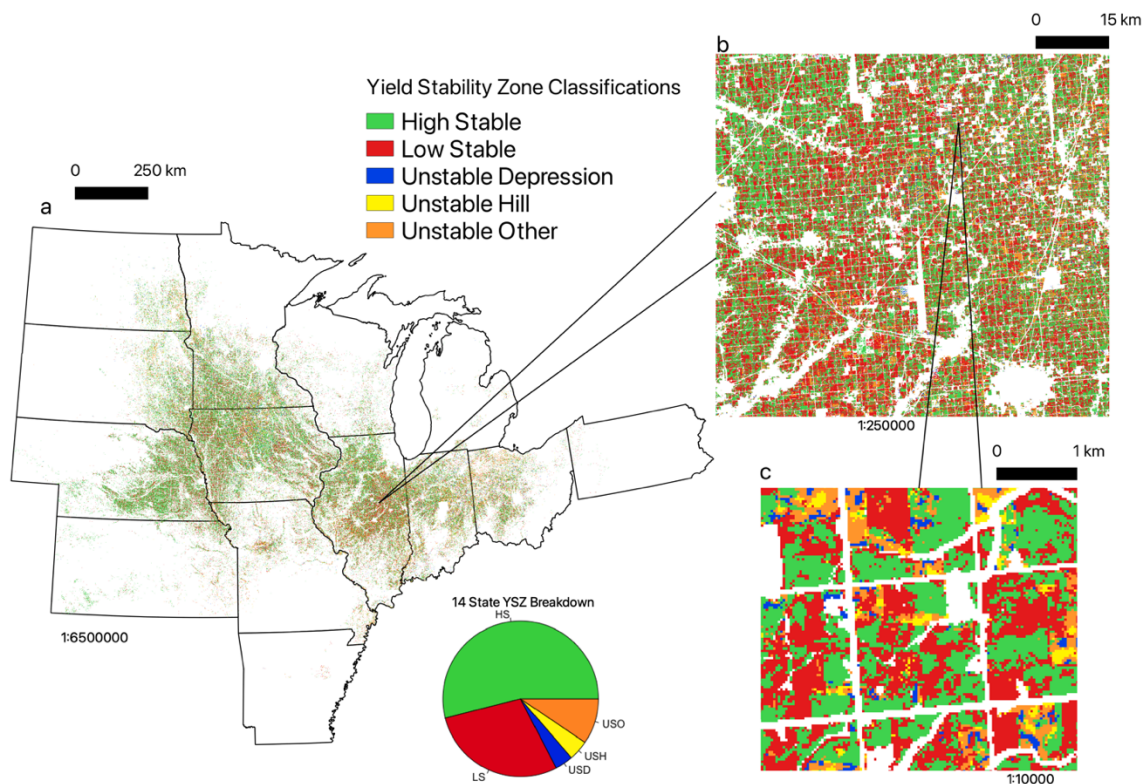 0 15 km
b
Yield Stability Zone Classifications
High Stable
Low Stable
Unstable Depression
Unstable Hill
Unstable Other
0 250 km
a
1:250000
0 1 km
c
14 State YSZ Breakdown
HS
1:6500000
USO
USH
USD
LS
1:10000